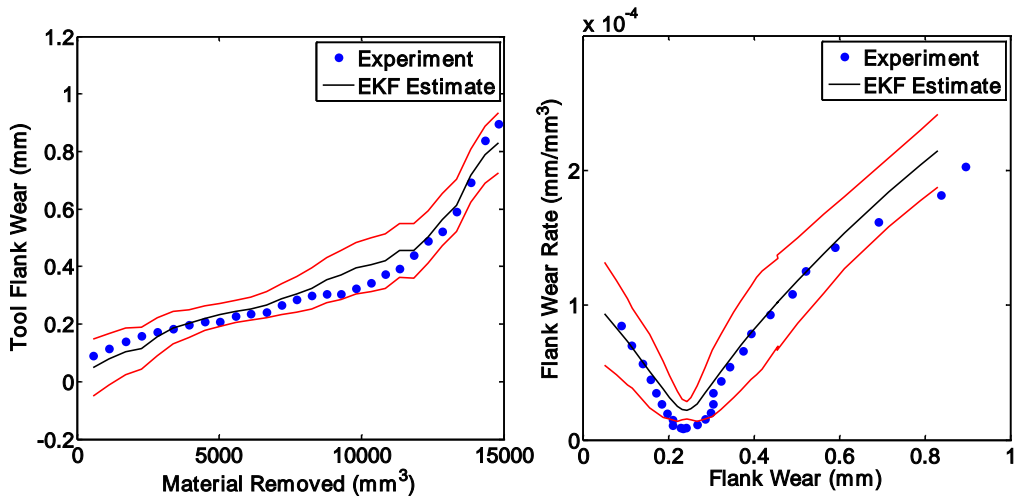 1.2
1
0.8
0.6
0.4
0.2
0
-0.2
0
5000
10000
15000
Tool Flank Wear (mm)
Material Removed (mm³)
Experiment
EKF Estimate
x 10⁻⁴
2
1
0
0
0.2
0.4
0.6
0.8
1
Flank Wear Rate (mm/mm³)
Flank Wear (mm)
Experiment
EKF Estimate